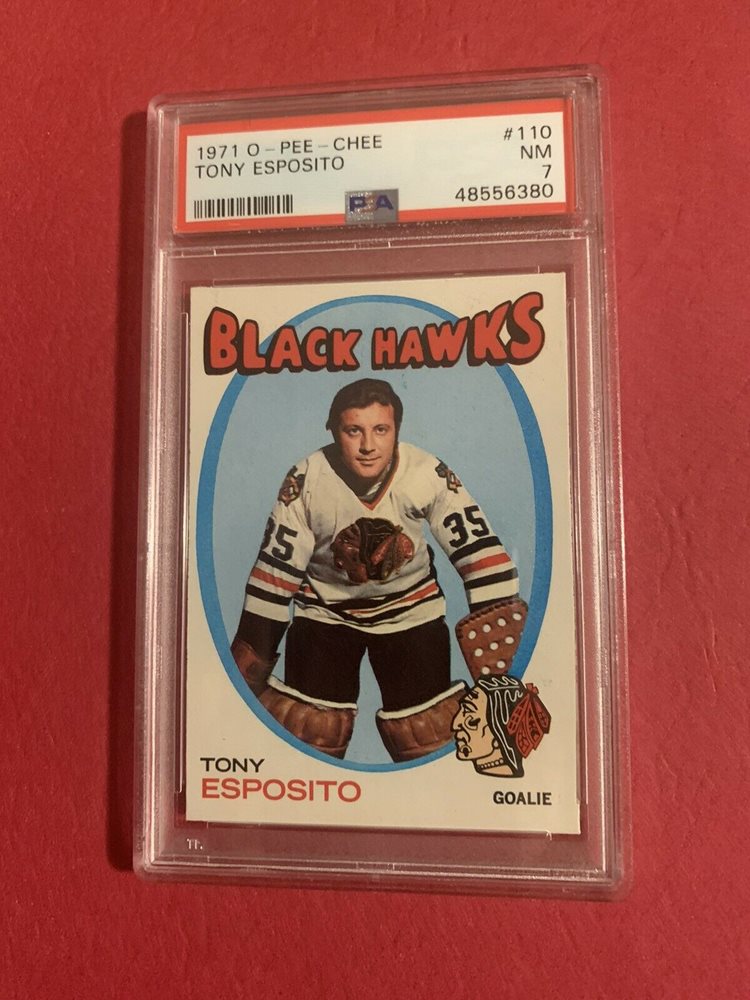 1971 O-PEE-CHEE #110
TONY ESPOSITO NM
7
PSA 48556380
BLACK HAWKS
35 35
TONY
ESPOSITO
GOALIE